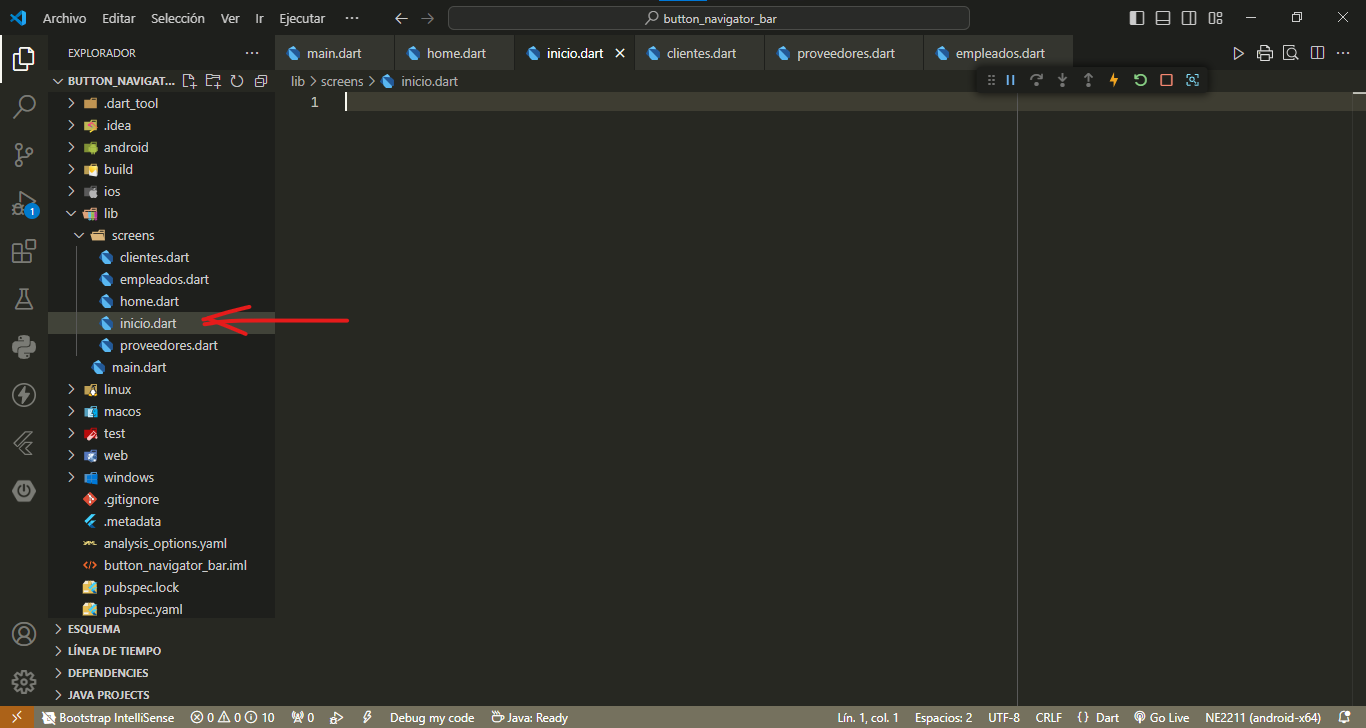 Archivo Editar Selección Ver Ir Ejecutar ··· button_navigator_bar
EXPLORADOR ···
main.dart home.dart inicio.dart clientes.dart proveedores.dart empleados.dart ···
BUTTON_NAVIGAT...
lib > screens > inicio.dart
1
.dart_tool
.idea
android
build
ios
lib
screens
clientes.dart
empleados.dart
home.dart
inicio.dart
proveedores.dart
main.dart
linux
macos
test
web
windows
.gitignore
.metadata
analysis_options.yaml
button_navigator_bar.iml
pubspec.lock
pubspec.yaml
ESQUEMA
LÍNEA DE TIEMPO
DEPENDENCIES
JAVA PROJECTS
1
Bootstrap IntelliSense 0 0 10 0 Debug my code Java: Ready Lín. 1, col. 1 Espacios: 2 UTF-8 CRLF {} Dart Go Live NE2211 (android-x64)